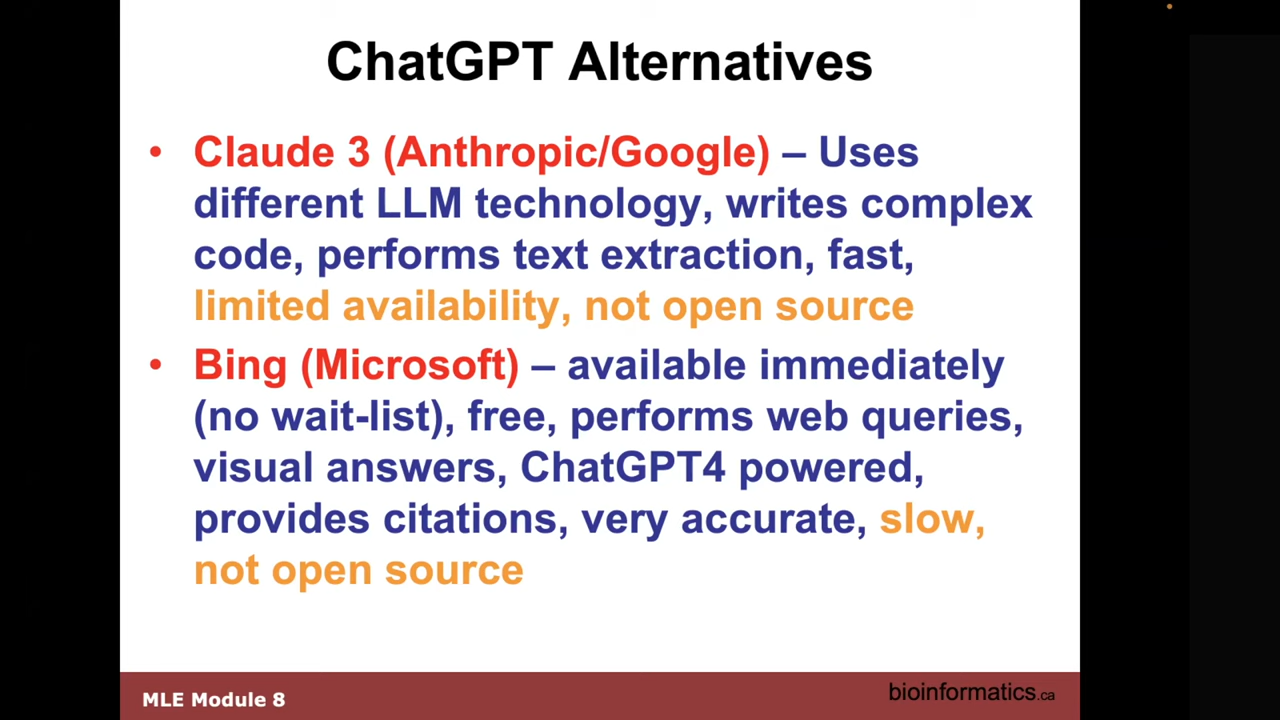 ChatGPT Alternatives
• Claude 3 (Anthropic/Google) – Uses
different LLM technology, writes complex
code, performs text extraction, fast,
limited availability, not open source
• Bing (Microsoft) – available immediately
(no wait-list), free, performs web queries,
visual answers, ChatGPT4 powered,
provides citations, very accurate, slow,
not open source
MLE Module 8
bioinformatics.ca